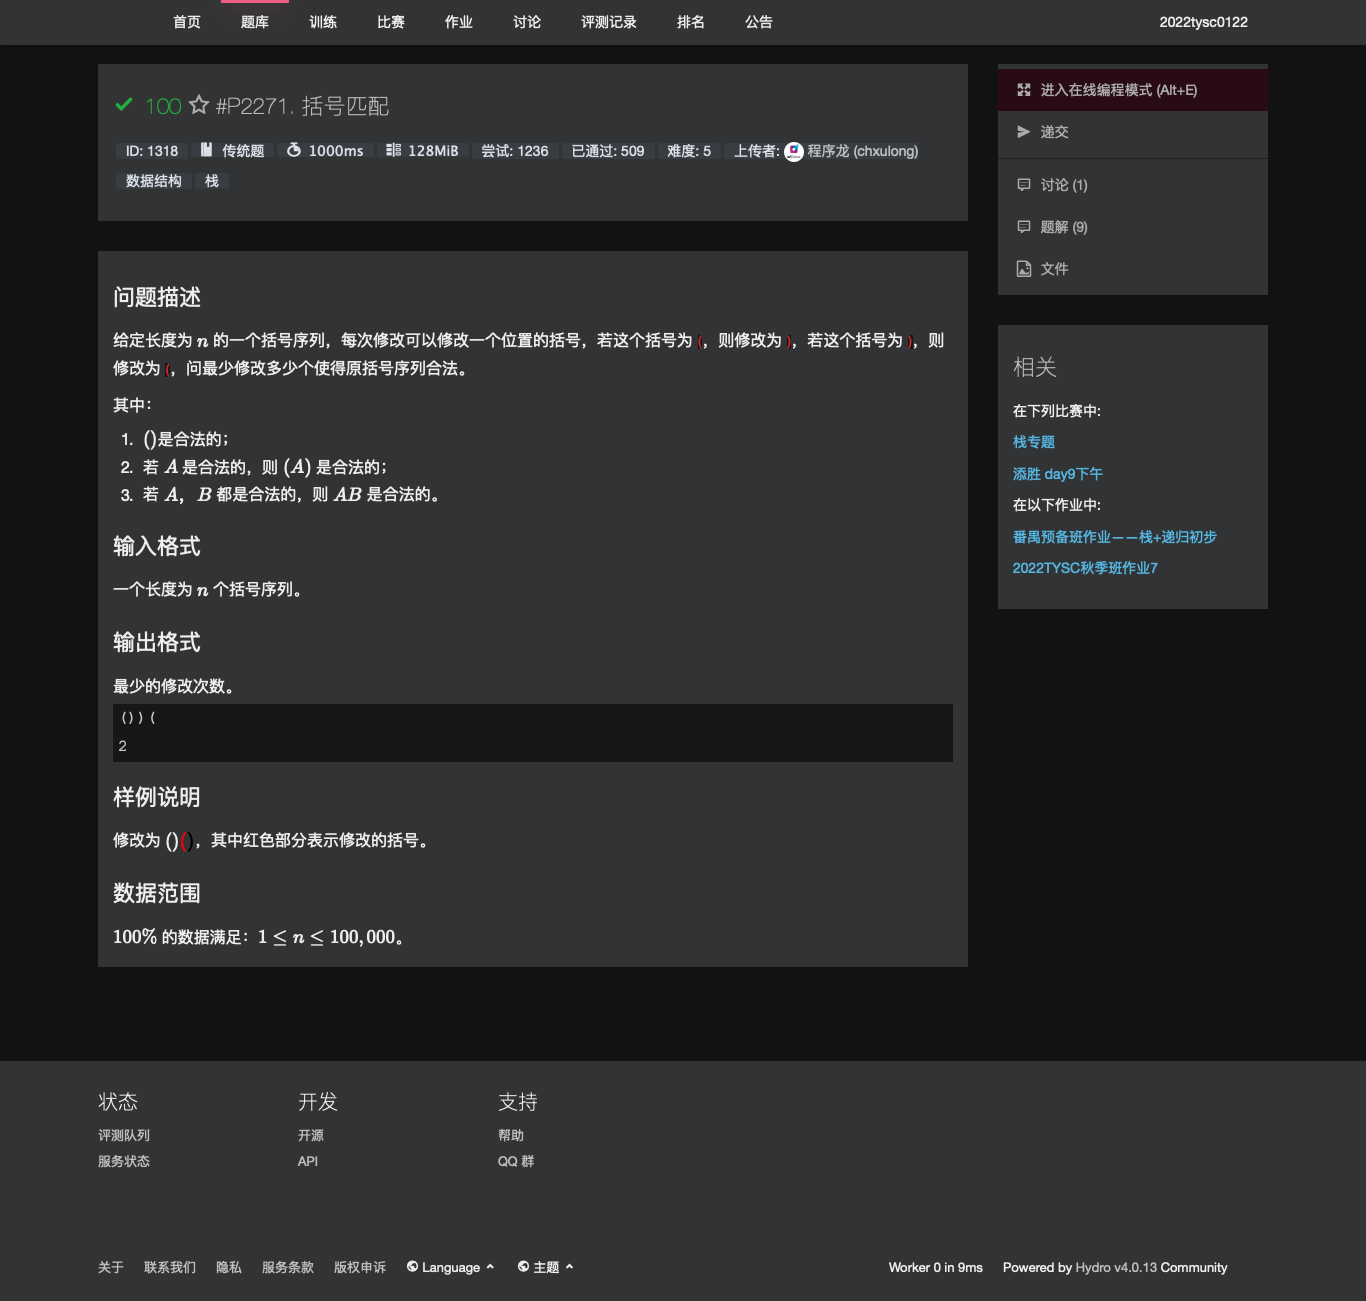 首页 题库 训练 比赛 作业 讨论 评测记录 排名 公告 2022tysc0122
100 #P2271. 括号匹配
ID: 1318 传统题 1000ms 128MiB 尝试: 1236 已通过: 509 难度: 5 上传者: 程序龙 (chxulong)
数据结构 栈
问题描述
给定长度为 n 的一个括号序列，每次修改可以修改一个位置的括号，若这个括号为 (，则修改为 )，若这个括号为 )，则
修改为 (，问最少修改多少个使得原括号序列合法。
其中：
1. ()是合法的；
2. 若 A 是合法的，则 (A) 是合法的；
3. 若 A，B 都是合法的，则 AB 是合法的。
输入格式
一个长度为 n 个括号序列。
输出格式
最少的修改次数。
())(
2
样例说明
修改为 ()()，其中红色部分表示修改的括号。
数据范围
100% 的数据满足：1 ≤ n ≤ 100,000。
进入在线编程模式 (Alt+E)
递交
讨论 (1)
题解 (9)
文件
相关
在下列比赛中:
栈专题
添胜 day9下午
在以下作业中:
番禺预备班作业——栈+递归初步
2022TYSC秋季班作业7
状态
评测队列
服务状态
开发
开源
API
支持
帮助
QQ 群
关于 联系我们 隐私 服务条款 版权申诉 Language 主题 Worker 0 in 9ms Powered by Hydro v4.0.13 Community